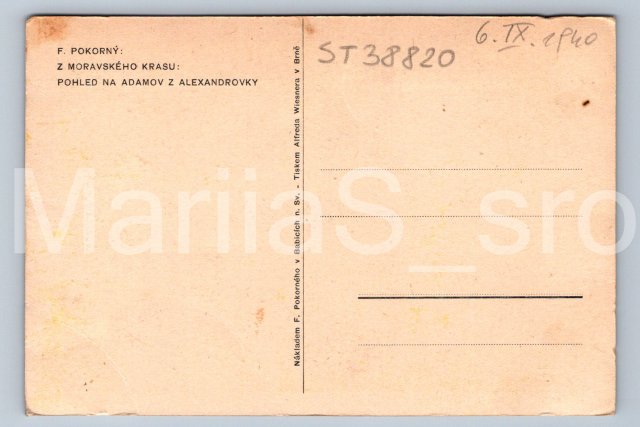 F. POKORNÝ:
Z MORAVSKÉHO KRASU:
POHLED NA ADAMOV Z ALEXANDROVKY
Nákladem F. Pokorného v Babicích n. Sv. - Tiskem Alfreda Wiesnera v Brně
ST38820
6. IX. 1940
MariiaS_sro